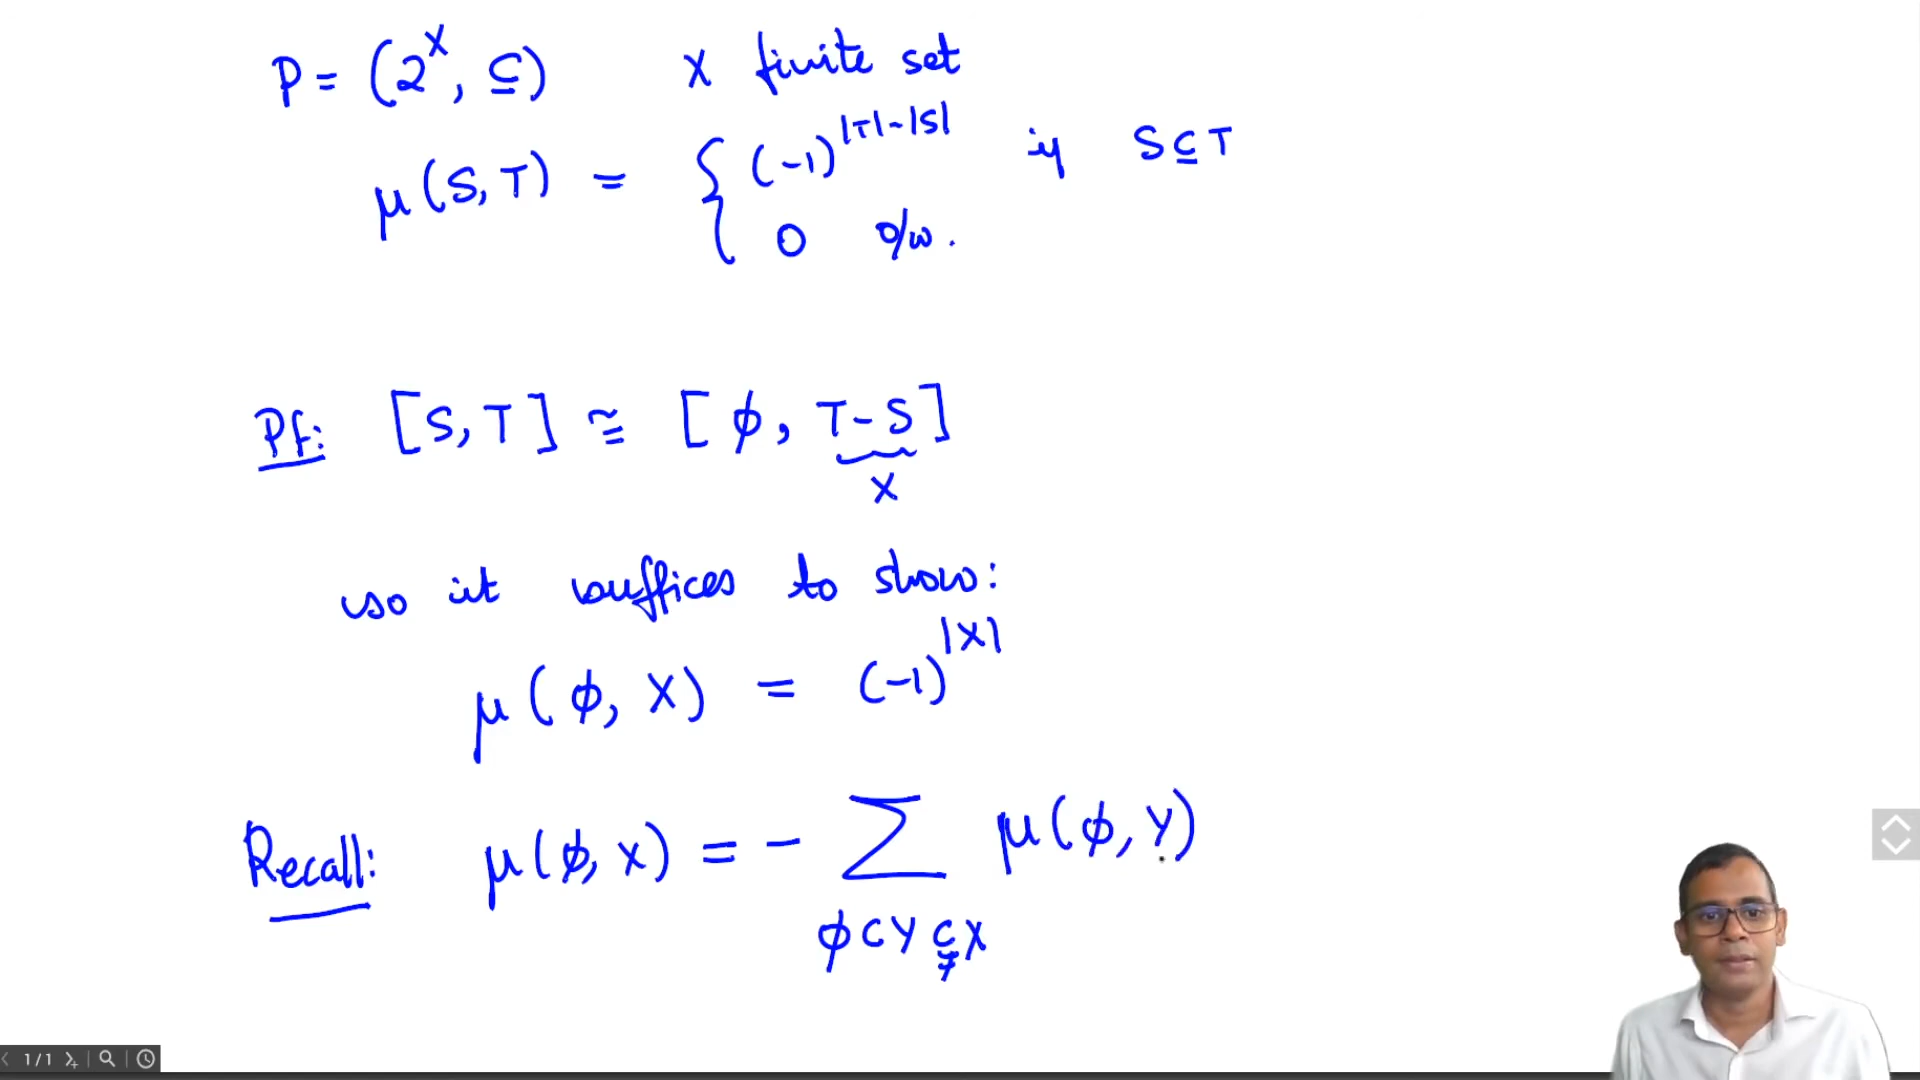 P = (2^X, ⊆) X finite set
μ(S, T) = { (-1)^{|T|-|S|} if S ⊆ T
0 o/w.
Pf: [S, T] ≅ [ϕ, T-S]
X
so it suffices to show:
μ(ϕ, X) = (-1)^{|X|}
Recall: μ(ϕ, X) = - ∑ μ(ϕ, Y)
ϕ ⊂ Y ⊊ X
1/1